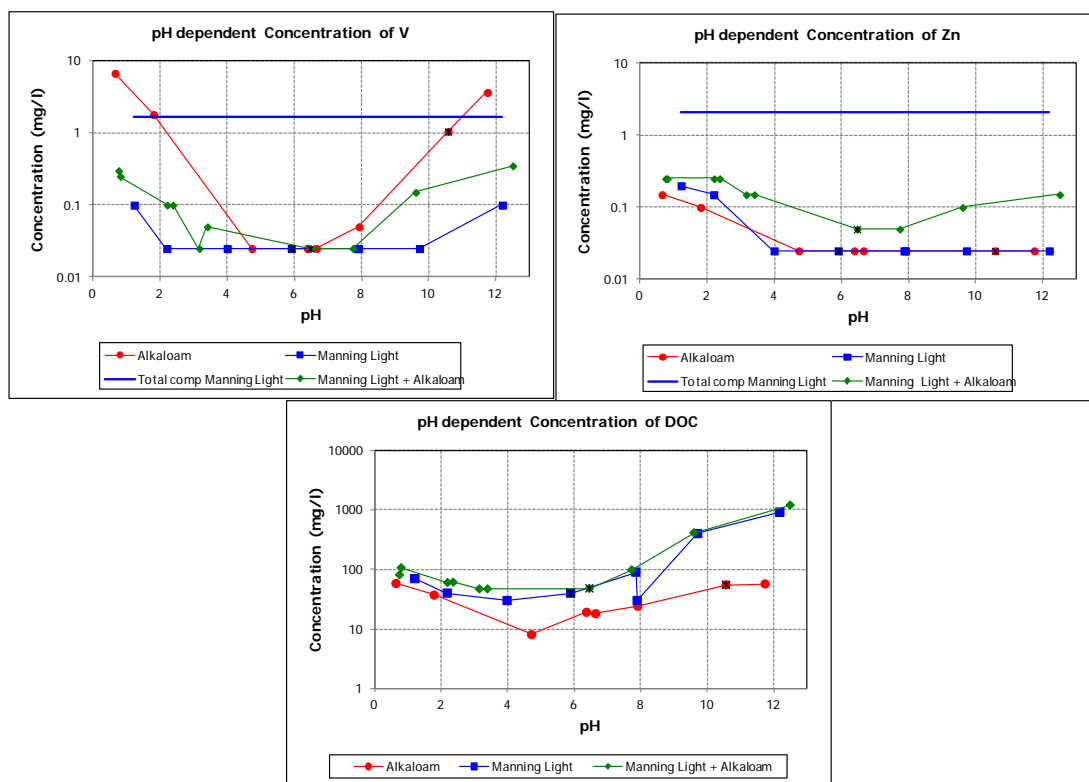 pH dependent Concentration of V
Concentration (mg/l)
10
1
0.1
0.01
0 2 4 6 8 10 12
pH
Alkaloam Manning Light
Total comp Manning Light Manning Light + Alkaloam
pH dependent Concentration of Zn
Concentration (mg/l)
10
1
0.1
0.01
0 2 4 6 8 10 12
pH
Alkaloam Manning Light
Total comp Manning Light Manning Light + Alkaloam
pH dependent Concentration of DOC
Concentration (mg/l)
10000
1000
100
10
1
0 2 4 6 8 10 12
pH
Alkaloam Manning Light Manning Light + Alkaloam